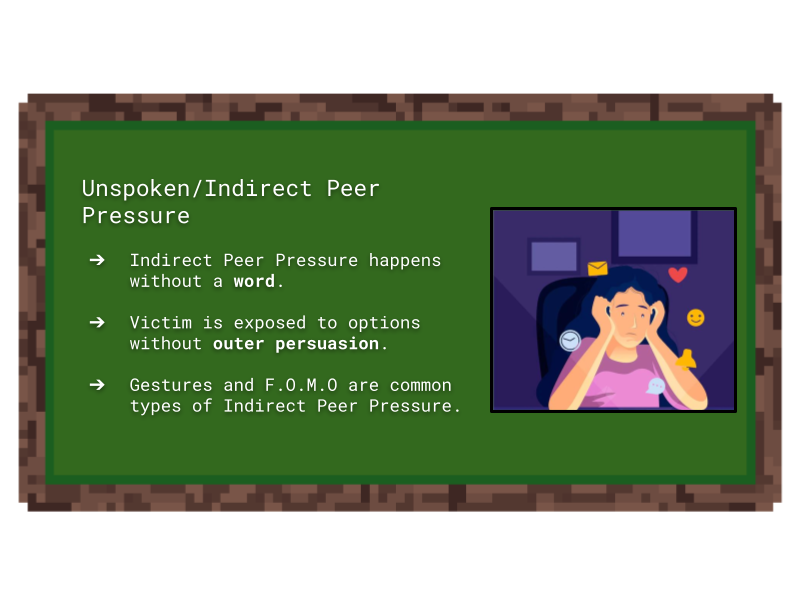 Unspoken/Indirect Peer
Pressure
➔ Indirect Peer Pressure happens
without a word.
➔ Victim is exposed to options
without outer persuasion.
➔ Gestures and F.O.M.O are common
types of Indirect Peer Pressure.